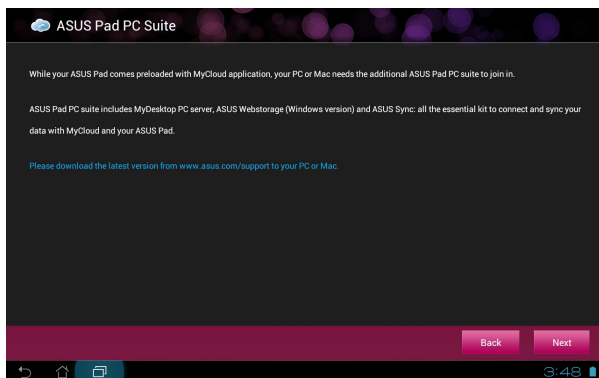 ASUS Pad PC Suite
While your ASUS Pad comes preloaded with MyCloud application, your PC or Mac needs the additional ASUS Pad PC suite to join in.
ASUS Pad PC suite includes MyDesktop PC server, ASUS Webstorage (Windows version) and ASUS Sync: all the essential kit to connect and sync your
data with MyCloud and your ASUS Pad.
Please download the latest version from www.asus.com/support to your PC or Mac.
Back Next
3:48